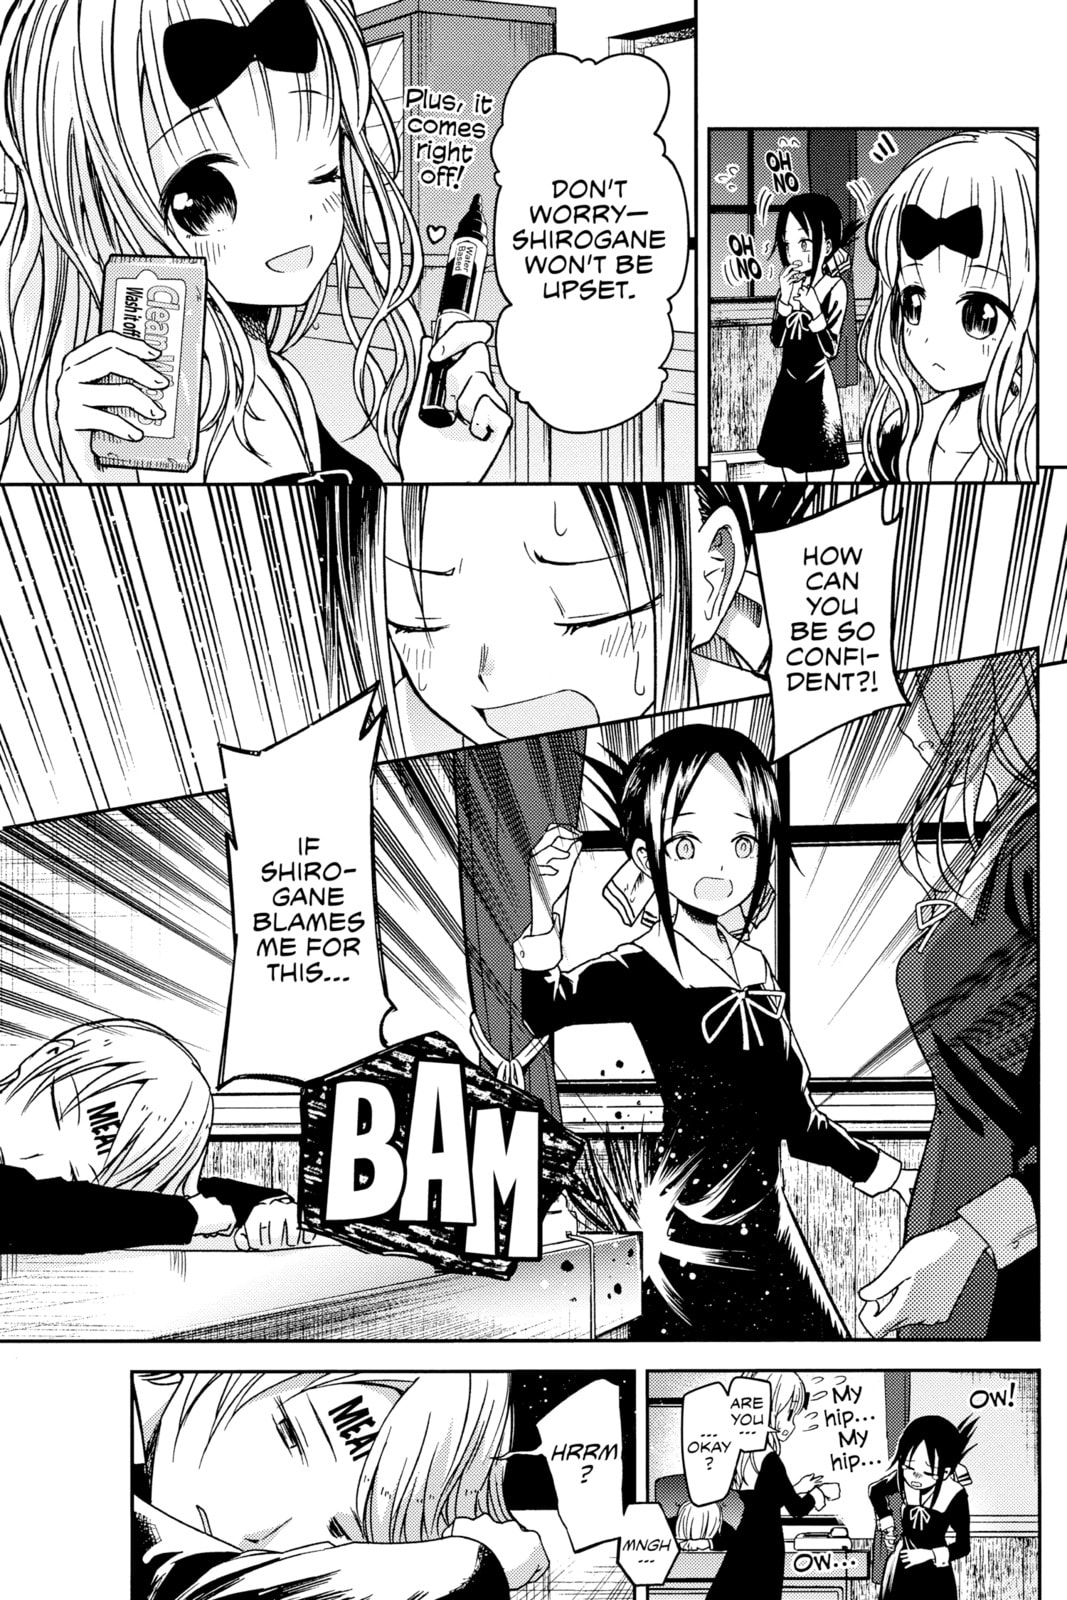 OH
NO
OH
NO
DON'T
WORRY—
SHIROGANE
WON'T BE
UPSET.
Plus, it
comes
right
off!
Water
Based
Clean Wipes
Wash it off!
HOW
CAN
YOU
BE SO
CONFI-
DENT?!
IF
SHIRO-
GANE
BLAMES
ME FOR
THIS...
BAM
MEAT
OW!
My
hip...
My
hip...
ARE
YOU
...
OKAY
?
OW...
MNGH
...
HRRM
?
MEAT